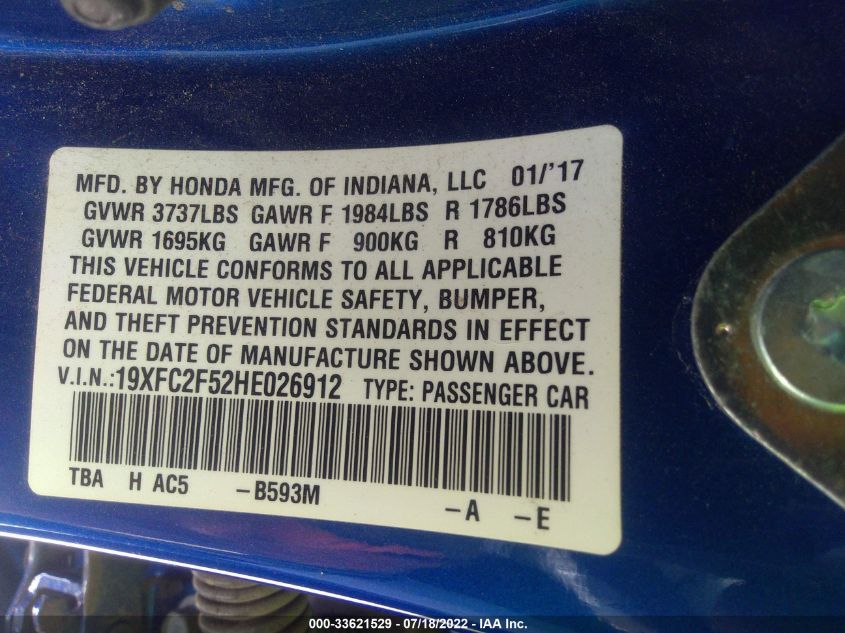 MFD. BY HONDA MFG. OF INDIANA, LLC 01/'17
GVWR 3737LBS GAWR F 1984LBS R 1786LBS
GVWR 1695KG GAWR F 900KG R 810KG
THIS VEHICLE CONFORMS TO ALL APPLICABLE
FEDERAL MOTOR VEHICLE SAFETY, BUMPER,
AND THEFT PREVENTION STANDARDS IN EFFECT
ON THE DATE OF MANUFACTURE SHOWN ABOVE.
V.I.N.:19XFC2F52HE026912 TYPE: PASSENGER CAR
TBA H AC5 -B593M -A -E
000-33621529 - 07/18/2022 - IAA Inc.